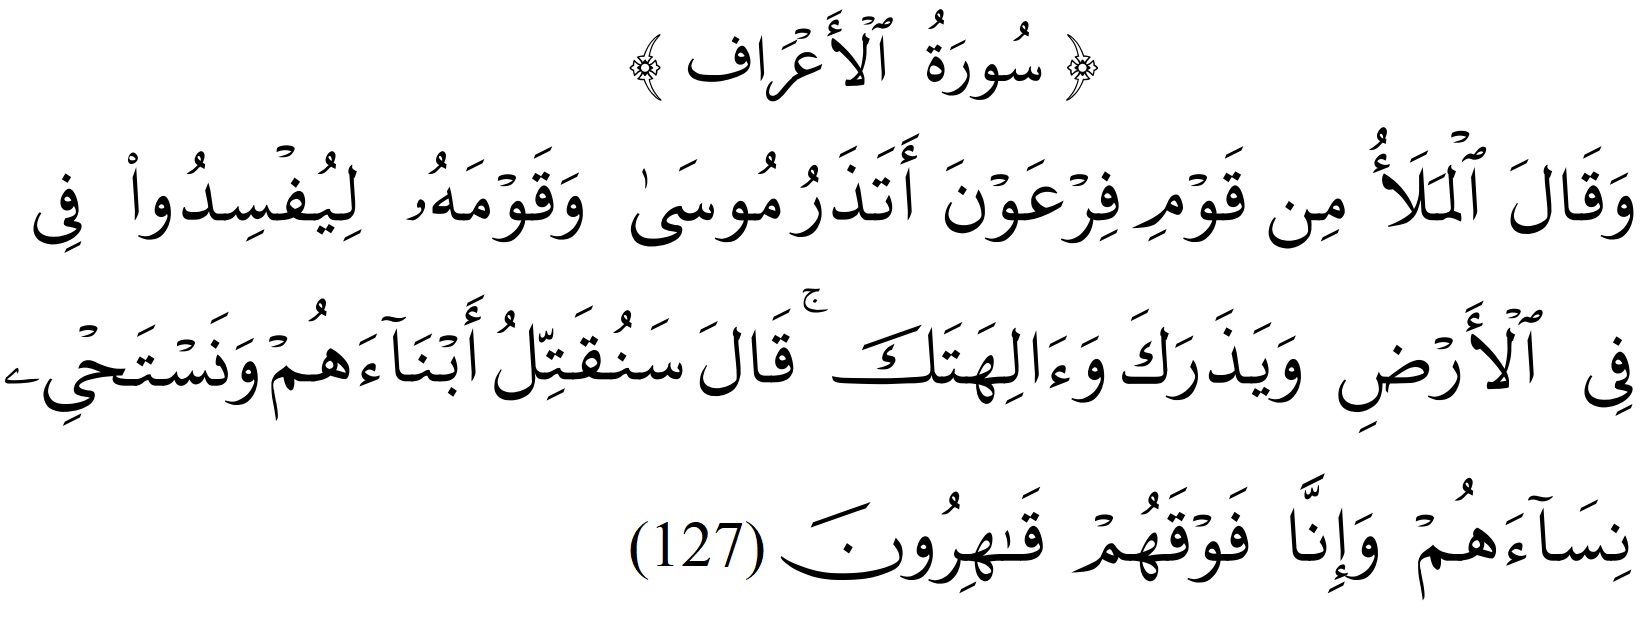 ﴿ سُورَةُ ٱلْأَعْرَاف ﴾
وَقَالَ ٱلْمَلَأُ مِن قَوْمِ فِرْعَوْنَ أَتَذَرُ مُوسَىٰ وَقَوْمَهُۥ لِيُفْسِدُوا۟ فِى
فِى ٱلْأَرْضِ وَيَذَرَكَ وَءَالِهَتَكَ ۚ قَالَ سَنُقَتِّلُ أَبْنَآءَهُمْ وَنَسْتَحْىِۦ
نِسَآءَهُمْ وَإِنَّا فَوْقَهُمْ قَـٰهِرُونَ (127)